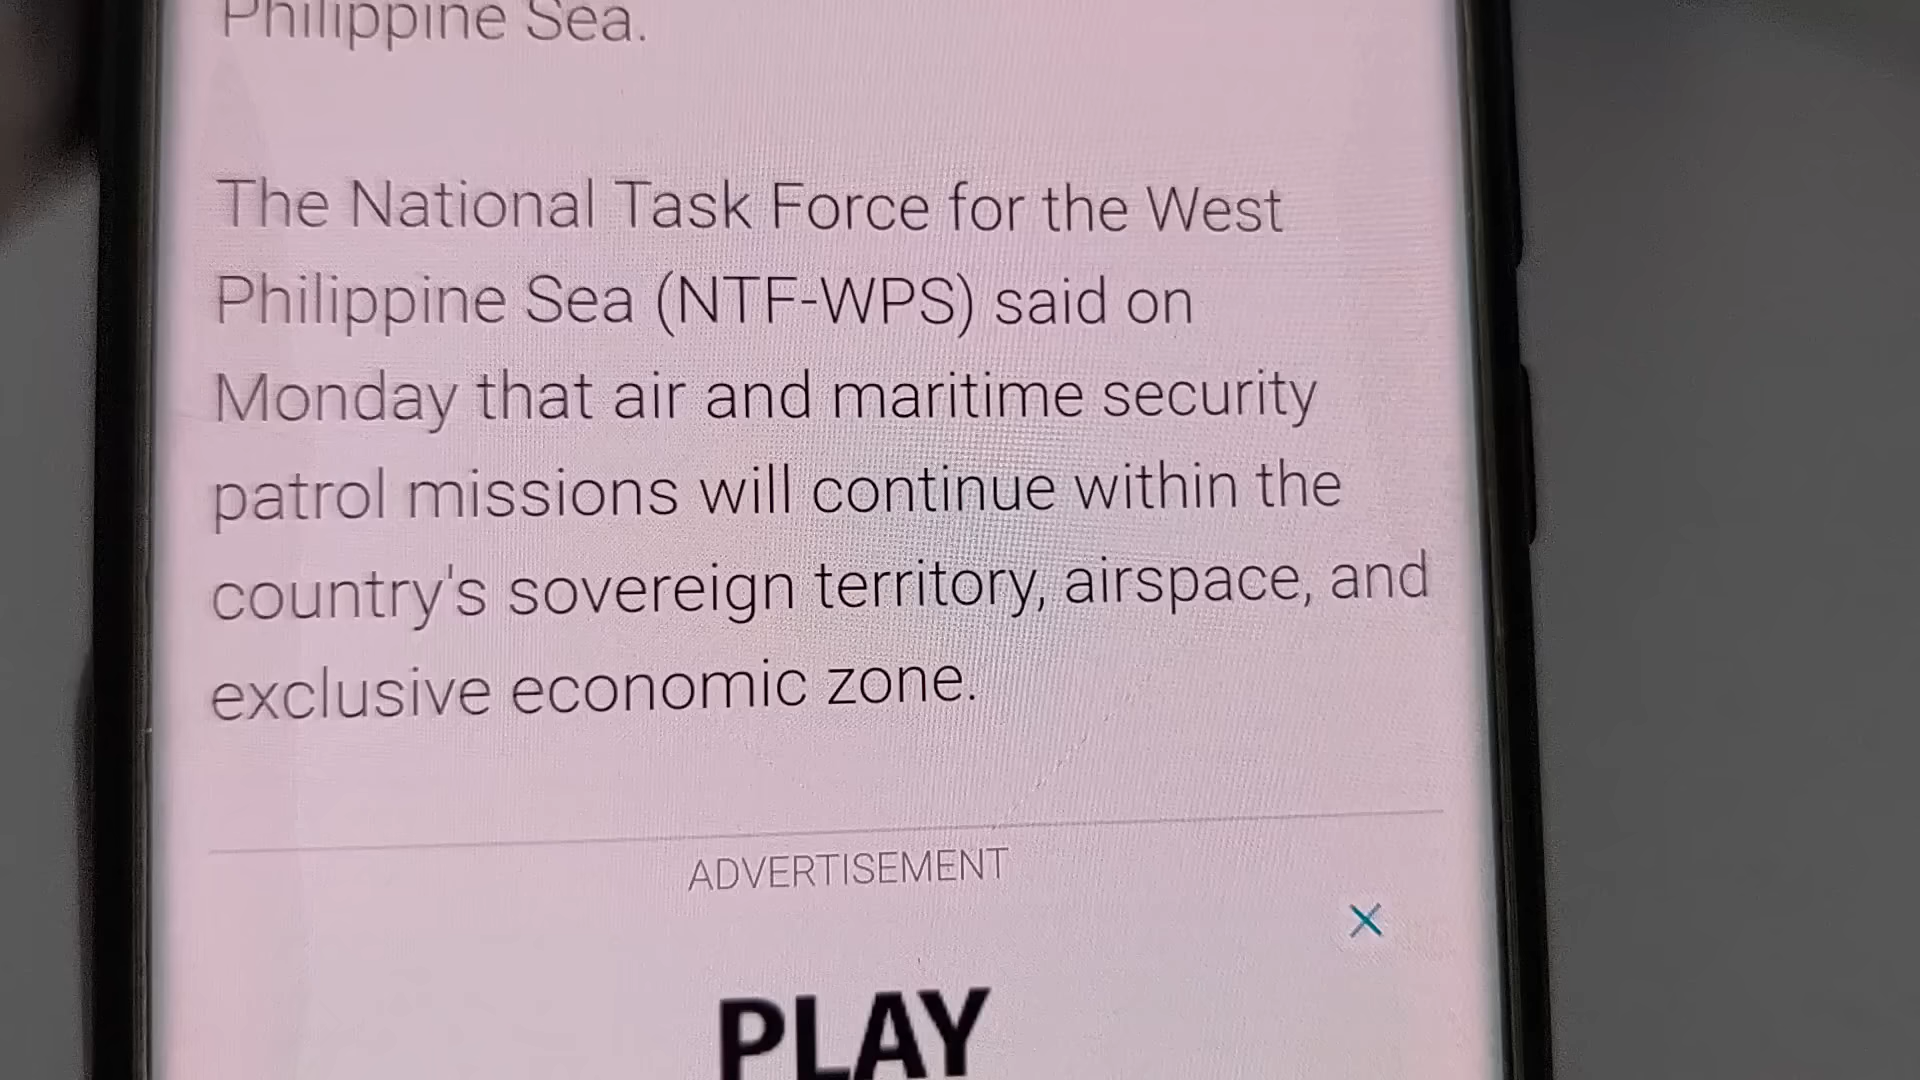 Philippine Sea.
The National Task Force for the West
Philippine Sea (NTF-WPS) said on
Monday that air and maritime security
patrol missions will continue within the
country's sovereign territory, airspace, and
exclusive economic zone.
ADVERTISEMENT
PLAY